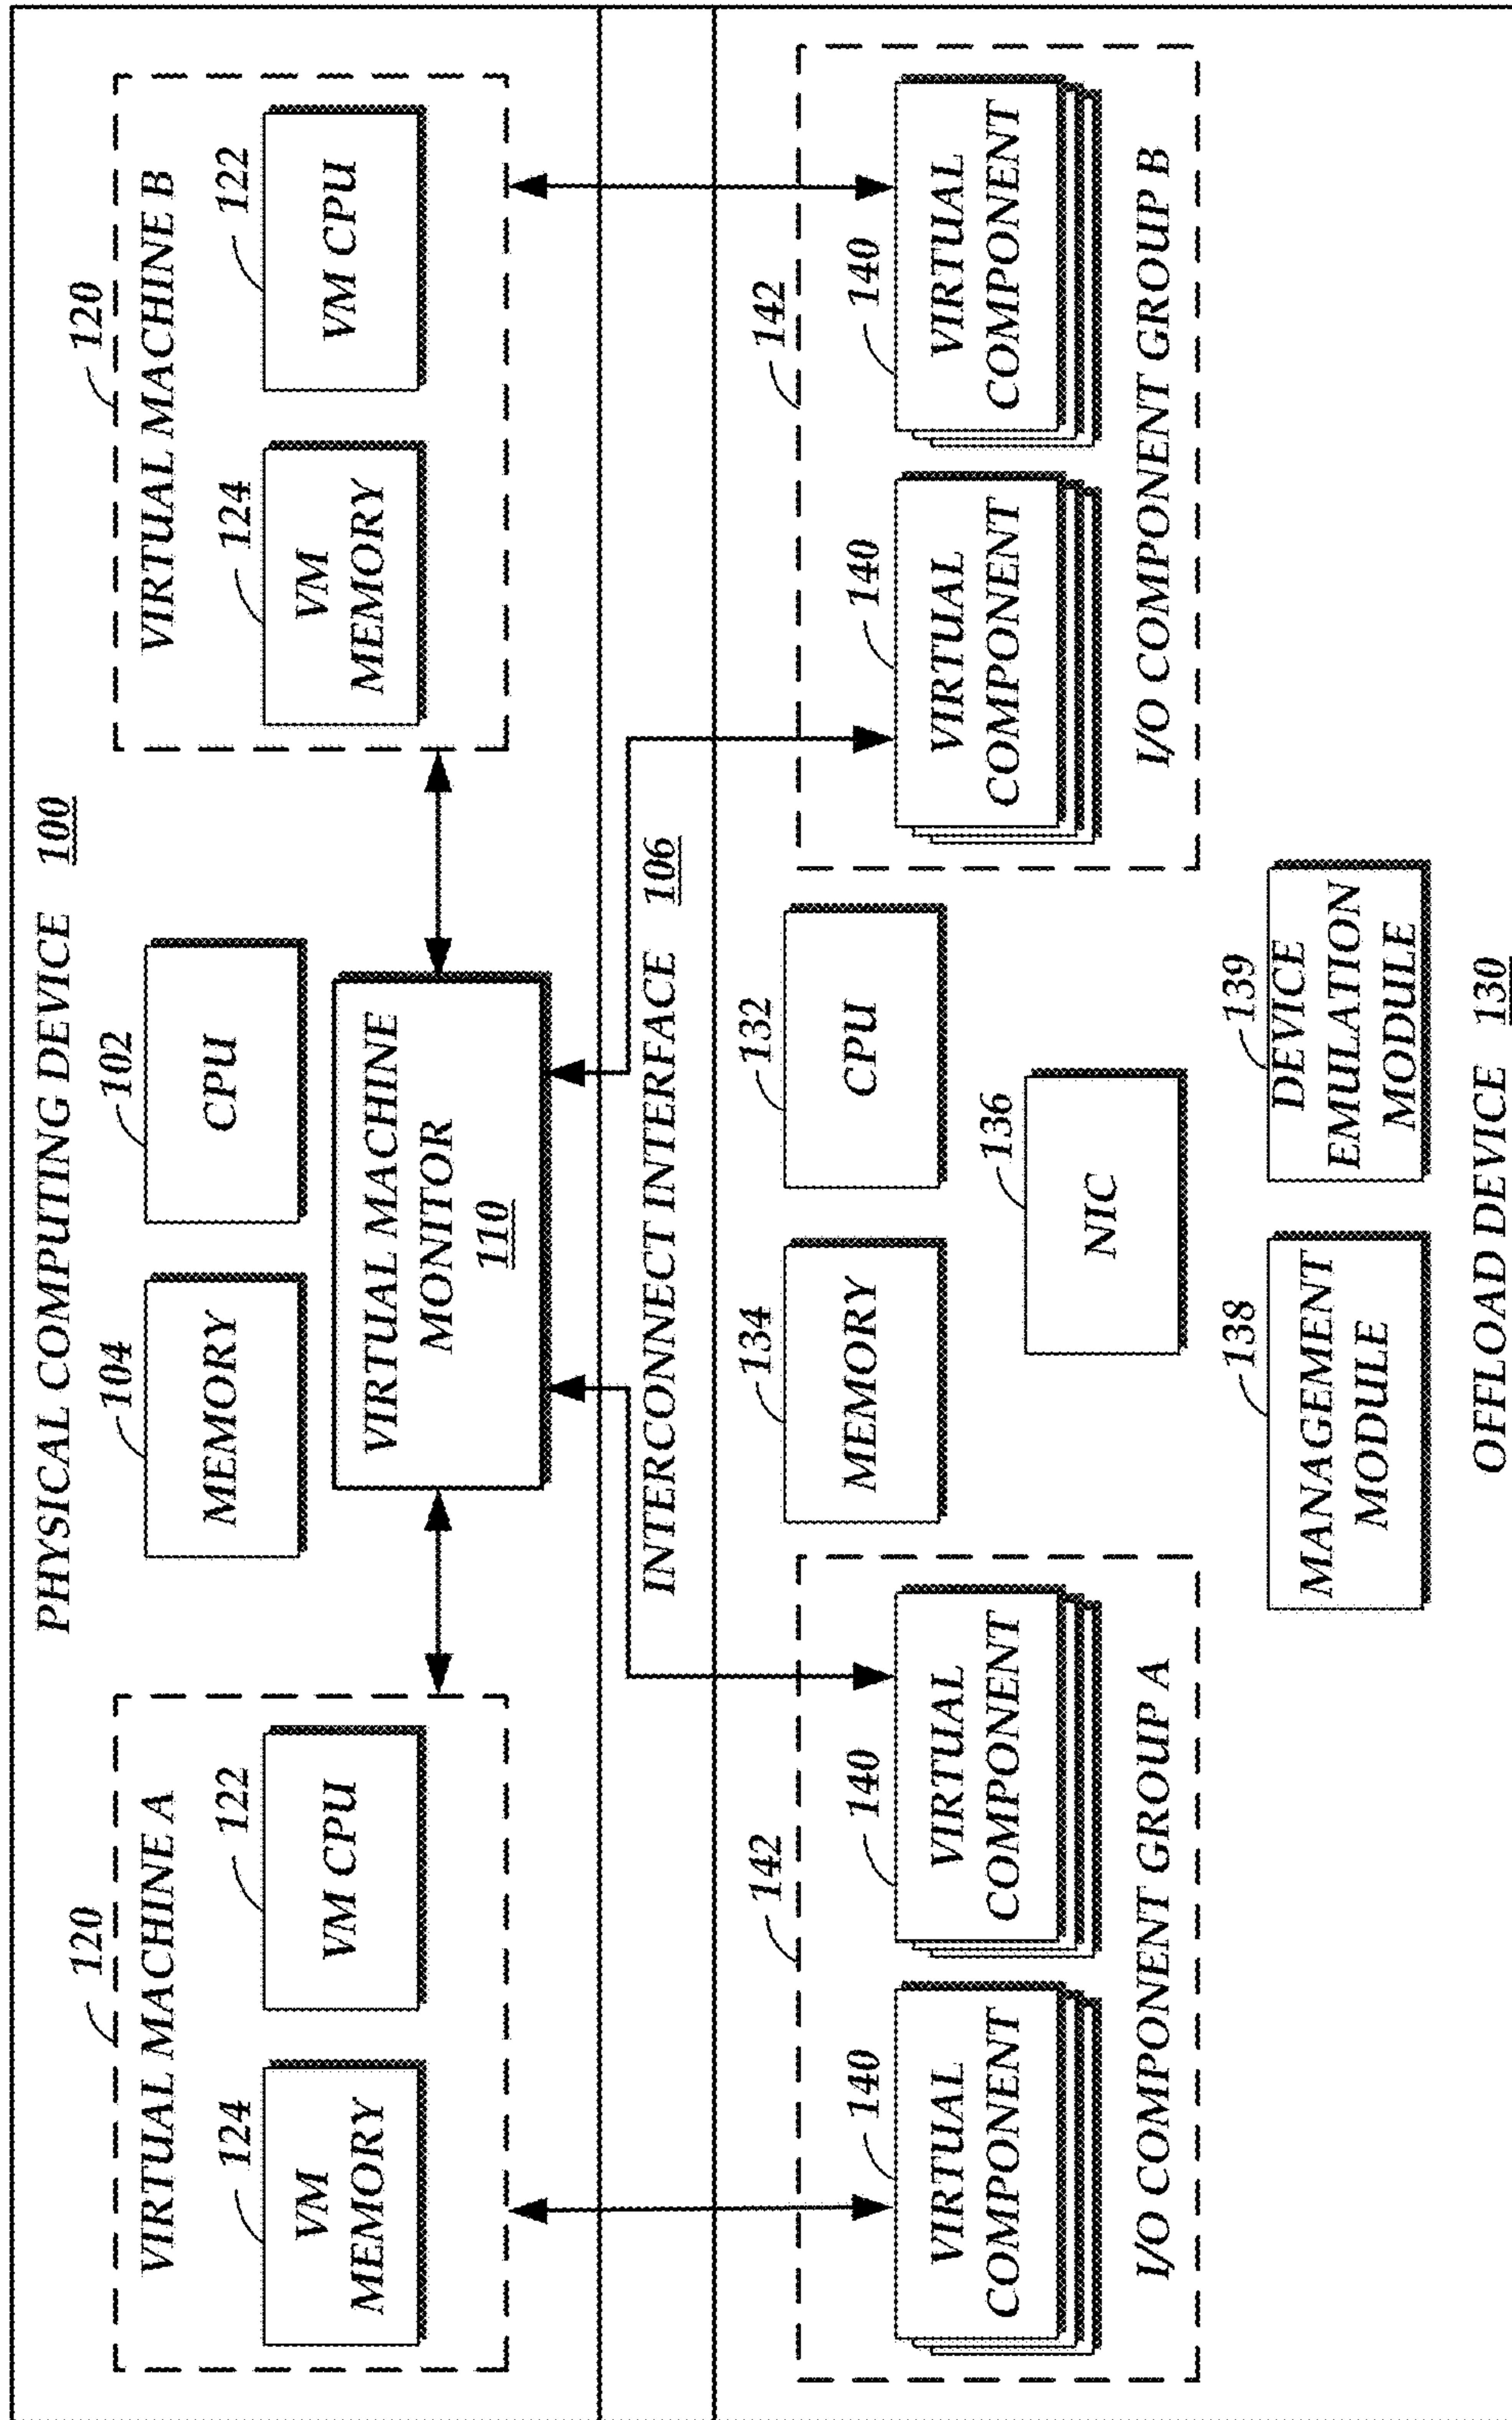 PHYSICAL COMPUTING DEVICE 100
120
VIRTUAL MACHINE A
124
VM
MEMORY
122
VM CPU
104
MEMORY
102
CPU
VIRTUAL MACHINE
MONITOR
110
120
VIRTUAL MACHINE B
124
VM
MEMORY
122
VM CPU
INTERCONNECT INTERFACE 106
142
140
VIRTUAL
COMPONENT
140
VIRTUAL
COMPONENT
I/O COMPONENT GROUP A
134
MEMORY
132
CPU
136
NIC
138
MANAGEMENT
MODULE
139
DEVICE
EMULATION
MODULE
142
140
VIRTUAL
COMPONENT
140
VIRTUAL
COMPONENT
I/O COMPONENT GROUP B
OFFLOAD DEVICE 130